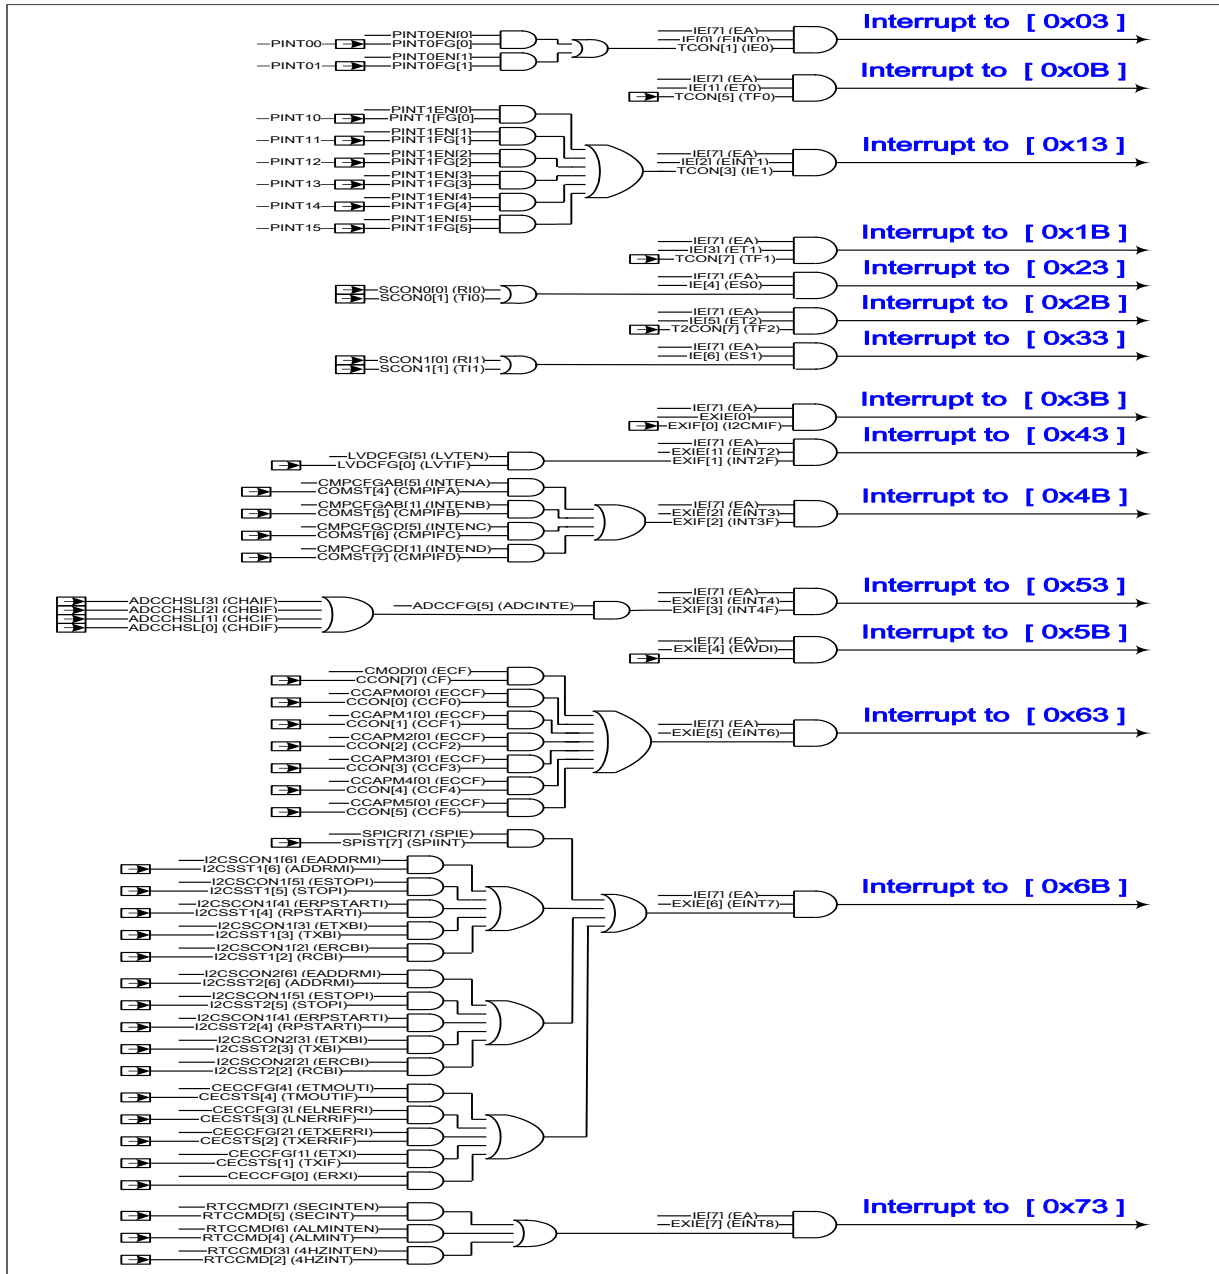 PINT0EN[0]
PINT00 PINT0FG[0]
PINT0EN[1]
PINT01 PINT0FG[1]
IE[7] (EA)
IE[0] (EINT0)
TCON[1] (IE0)
Interrupt to [ 0x03 ]
IE[7] (EA)
IE[1] (ET0)
TCON[5] (TF0)
Interrupt to [ 0x0B ]
PINT1EN[0]
PINT10 PINT1[FG[0]
PINT1EN[1]
PINT11 PINT1FG[1]
PINT1EN[2]
PINT12 PINT1FG[2]
PINT1EN[3]
PINT13 PINT1FG[3]
PINT1EN[4]
PINT14 PINT1FG[4]
PINT1EN[5]
PINT15 PINT1FG[5]
IE[7] (EA)
IE[2] (EINT1)
TCON[3] (IE1)
Interrupt to [ 0x13 ]
IE[7] (EA)
IE[3] (ET1)
TCON[7] (TF1)
Interrupt to [ 0x1B ]
SCON0[0] (RI0)
SCON0[1] (TI0)
IE[7] (EA)
IE[4] (ES0)
Interrupt to [ 0x23 ]
IE[7] (EA)
IE[5] (ET2)
T2CON[7] (TF2)
Interrupt to [ 0x2B ]
SCON1[0] (RI1)
SCON1[1] (TI1)
IE[7] (EA)
IE[6] (ES1)
Interrupt to [ 0x33 ]
IE[7] (EA)
EXIE[0]
EXIF[0] (I2CMIF)
Interrupt to [ 0x3B ]
LVDCFG[5] (LVTEN)
LVDCFG[0] (LVTIF)
IE[7] (EA)
EXIE[1] (EINT2)
EXIF[1] (INT2F)
Interrupt to [ 0x43 ]
CMPCFGAB[5] (INTENA)
COMST[4] (CMPIFA)
CMPCFGAB[1] (INTENB)
COMST[5] (CMPIFB)
CMPCFGCD[5] (INTENC)
COMST[6] (CMPIFC)
CMPCFGCD[1] (INTEND)
COMST[7] (CMPIFD)
IE[7] (EA)
EXIE[2] (EINT3)
EXIF[2] (INT3F)
Interrupt to [ 0x4B ]
ADCCHSL[3] (CHAIF)
ADCCHSL[2] (CHBIF)
ADCCHSL[1] (CHCIF)
ADCCHSL[0] (CHDIF)
ADCCFG[5] (ADCINTE)
IE[7] (EA)
EXIE[3] (EINT4)
EXIF[3] (INT4F)
Interrupt to [ 0x53 ]
IE[7] (EA)
EXIE[4] (EWDI)
Interrupt to [ 0x5B ]
CMOD[0] (ECF)
CCON[7] (CF)
CCAPM0[0] (ECCF)
CCON[0] (CCF0)
CCAPM1[0] (ECCF)
CCON[1] (CCF1)
CCAPM2[0] (ECCF)
CCON[2] (CCF2)
CCAPM3[0] (ECCF)
CCON[3] (CCF3)
CCAPM4[0] (ECCF)
CCON[4] (CCF4)
CCAPM5[0] (ECCF)
CCON[5] (CCF5)
IE[7] (EA)
EXIE[5] (EINT6)
Interrupt to [ 0x63 ]
SPICR[7] (SPIE)
SPIST[7] (SPIINT)
I2CSCON1[6] (EADDRMI)
I2CSST1[6] (ADDRMI)
I2CSCON1[5] (ESTOPI)
I2CSST1[5] (STOPI)
I2CSCON1[4] (ERPSTARTI)
I2CSST1[4] (RPSTARTI)
I2CSCON1[3] (ETXBI)
I2CSST1[3] (TXBI)
I2CSCON1[2] (ERCBI)
I2CSST1[2] (RCBI)
I2CSCON2[6] (EADDRMI)
I2CSST2[6] (ADDRMI)
I2CSCON1[5] (ESTOPI)
I2CSST2[5] (STOPI)
I2CSCON1[4] (ERPSTARTI)
I2CSST2[4] (RPSTARTI)
I2CSCON2[3] (ETXBI)
I2CSST2[3] (TXBI)
I2CSCON2[2] (ERCBI)
I2CSST2[2] (RCBI)
CECCFG[4] (ETMOUTI)
CECSTS[4] (TMOUTIF)
CECCFG[3] (ELNERRI)
CECSTS[3] (LNERRIF)
CECCFG[2] (ETXERRI)
CECSTS[2] (TXERRIF)
CECCFG[1] (ETXI)
CECSTS[1] (TXIF)
CECCFG[0] (ERXI)
IE[7] (EA)
EXIE[6] (EINT7)
Interrupt to [ 0x6B ]
RTCCMD[7] (SECINTEN)
RTCCMD[5] (SECINT)
RTCCMD[6] (ALMINTEN)
RTCCMD[4] (ALMINT)
RTCCMD[3] (4HZINTEN)
RTCCMD[2] (4HZINT)
IE[7] (EA)
EXIE[7] (EINT8)
Interrupt to [ 0x73 ]